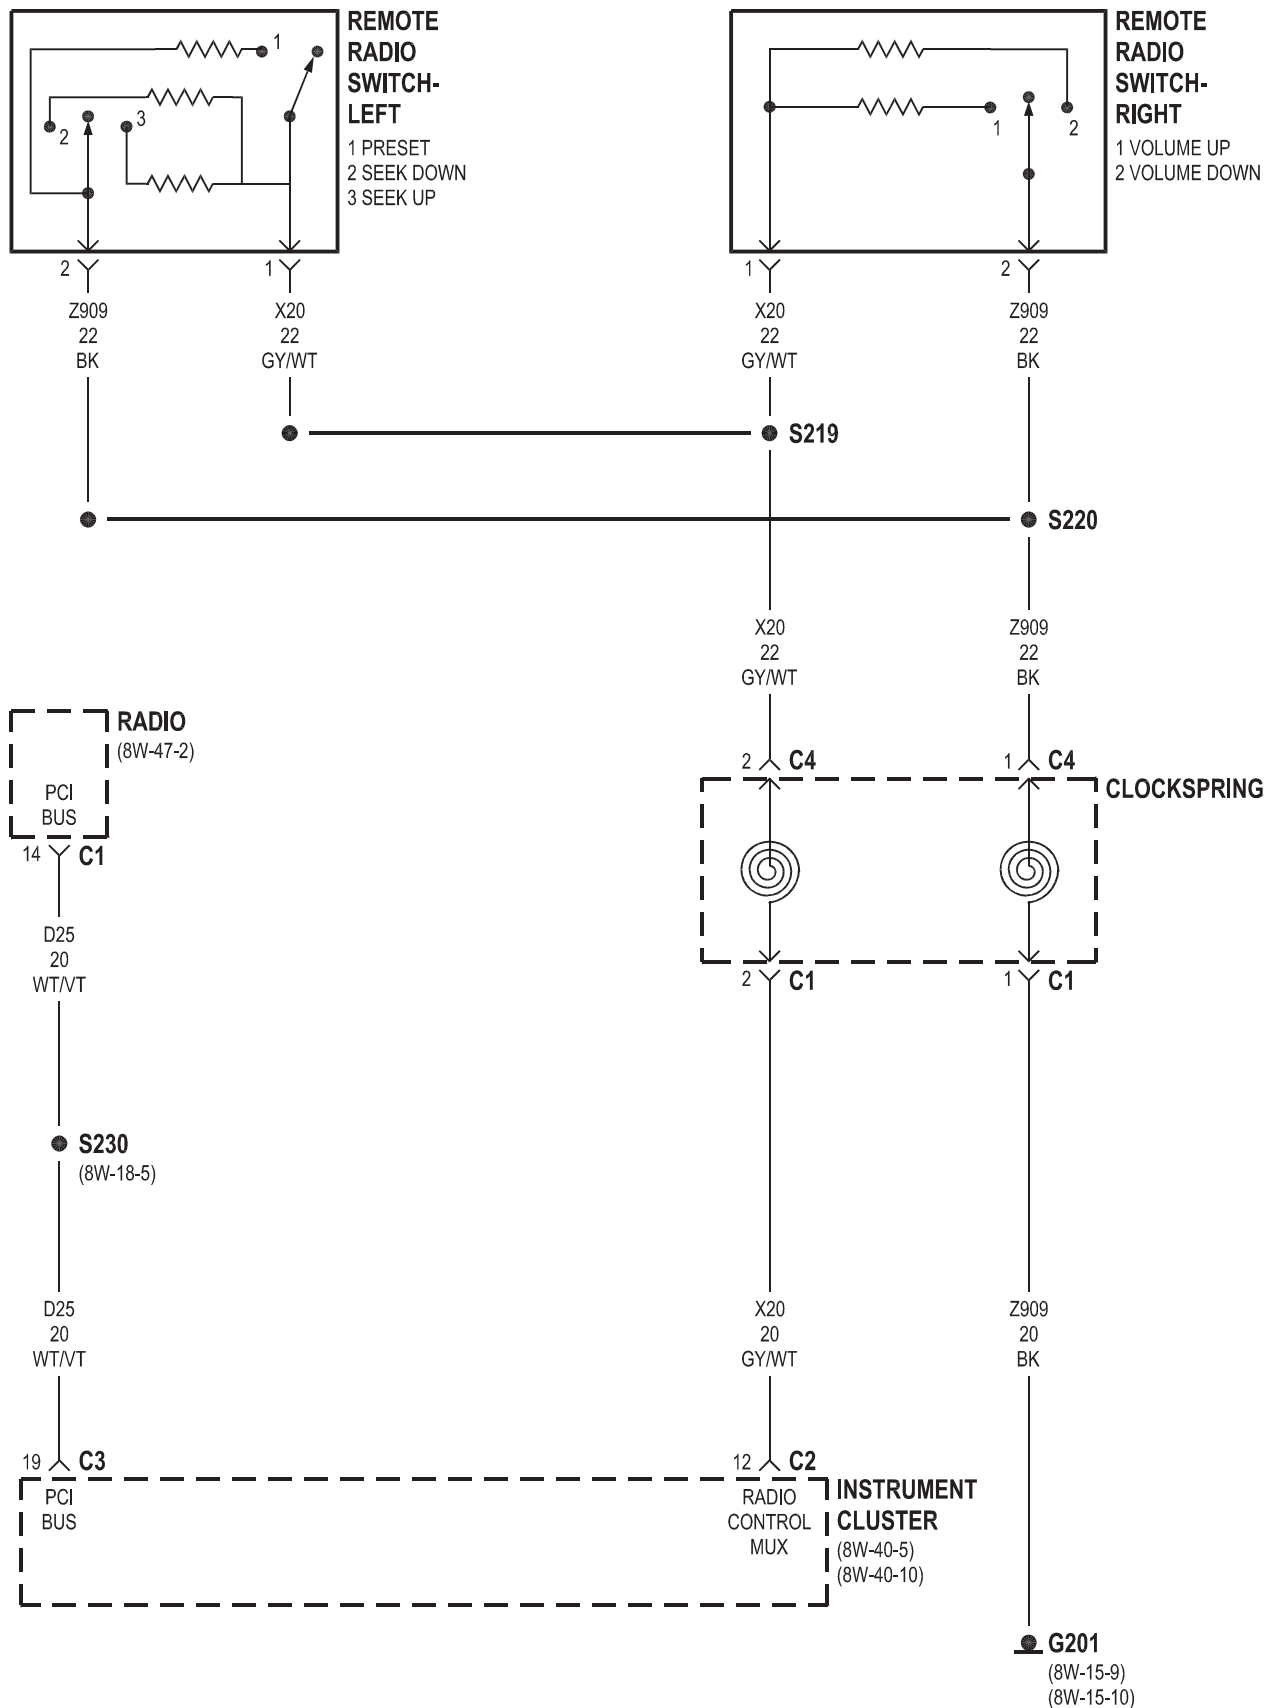 REMOTE
RADIO
SWITCH-
LEFT
1 PRESET
2 SEEK DOWN
3 SEEK UP
1
2
3
REMOTE
RADIO
SWITCH-
RIGHT
1 VOLUME UP
2 VOLUME DOWN
1
2
2
1
1
2
Z909
22
BK
X20
22
GY/WT
X20
22
GY/WT
Z909
22
BK
S219
S220
X20
22
GY/WT
Z909
22
BK
RADIO
(8W-47-2)
PCI
BUS
14 C1
2 C4
1 C4
CLOCKSPRING
D25
20
WT/VT
2 C1
1 C1
S230
(8W-18-5)
D25
20
WT/VT
X20
20
GY/WT
Z909
20
BK
19 C3
12 C2
PCI
BUS
RADIO
CONTROL
MUX
INSTRUMENT
CLUSTER
(8W-40-5)
(8W-40-10)
G201
(8W-15-9)
(8W-15-10)